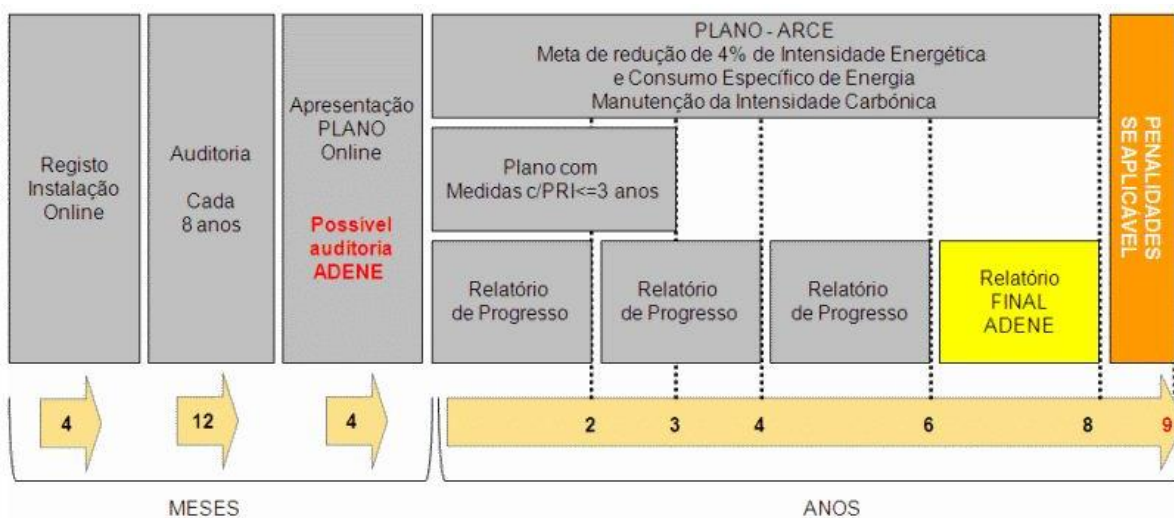 Registo
Instalação
Online
Auditoria
Cada
8 anos
Apresentação
PLANO
Online
Possível
auditoria
ADENE
PLANO - ARCE
Meta de redução de 4% de Intensidade Energética
e Consumo Específico de Energia
Manutenção da Intensidade Carbónica
Plano com
Medidas c/PRI<=3 anos
Relatório
de Progresso
Relatório
de Progresso
Relatório
de Progresso
Relatório
FINAL
ADENE
PENALIDADES
SE APLICÁVEL
4
12
4
2
3
4
6
8
9
MESES
ANOS